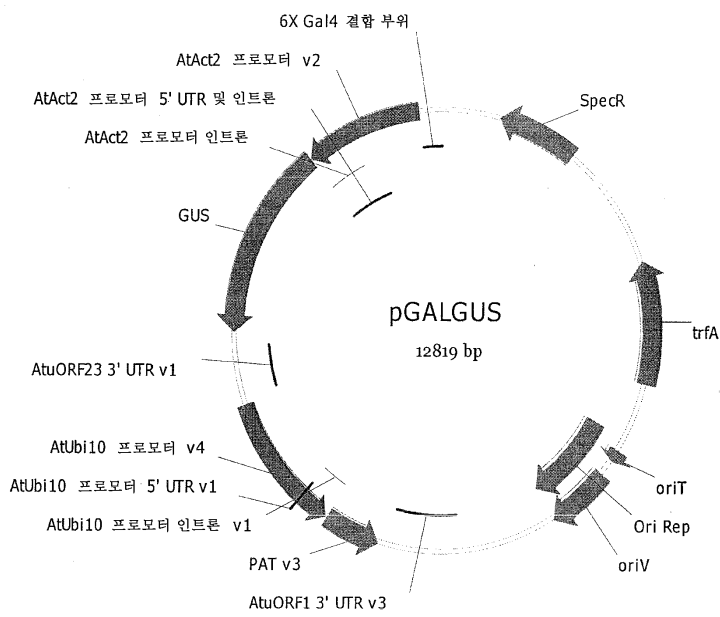 6X Gal4 결합 부위
AtAct2 프로모터 v2
AtAct2 프로모터 5' UTR 및 인트론
AtAct2 프로모터 인트론
SpecR
GUS
pGALGUS
12819 bp
trfA
AtuORF23 3' UTR v1
AtUbi10 프로모터 v4
AtUbi10 프로모터 5' UTR v1
AtUbi10 프로모터 인트론 v1
oriT
Ori Rep
oriV
PAT v3
AtuORF1 3' UTR v3